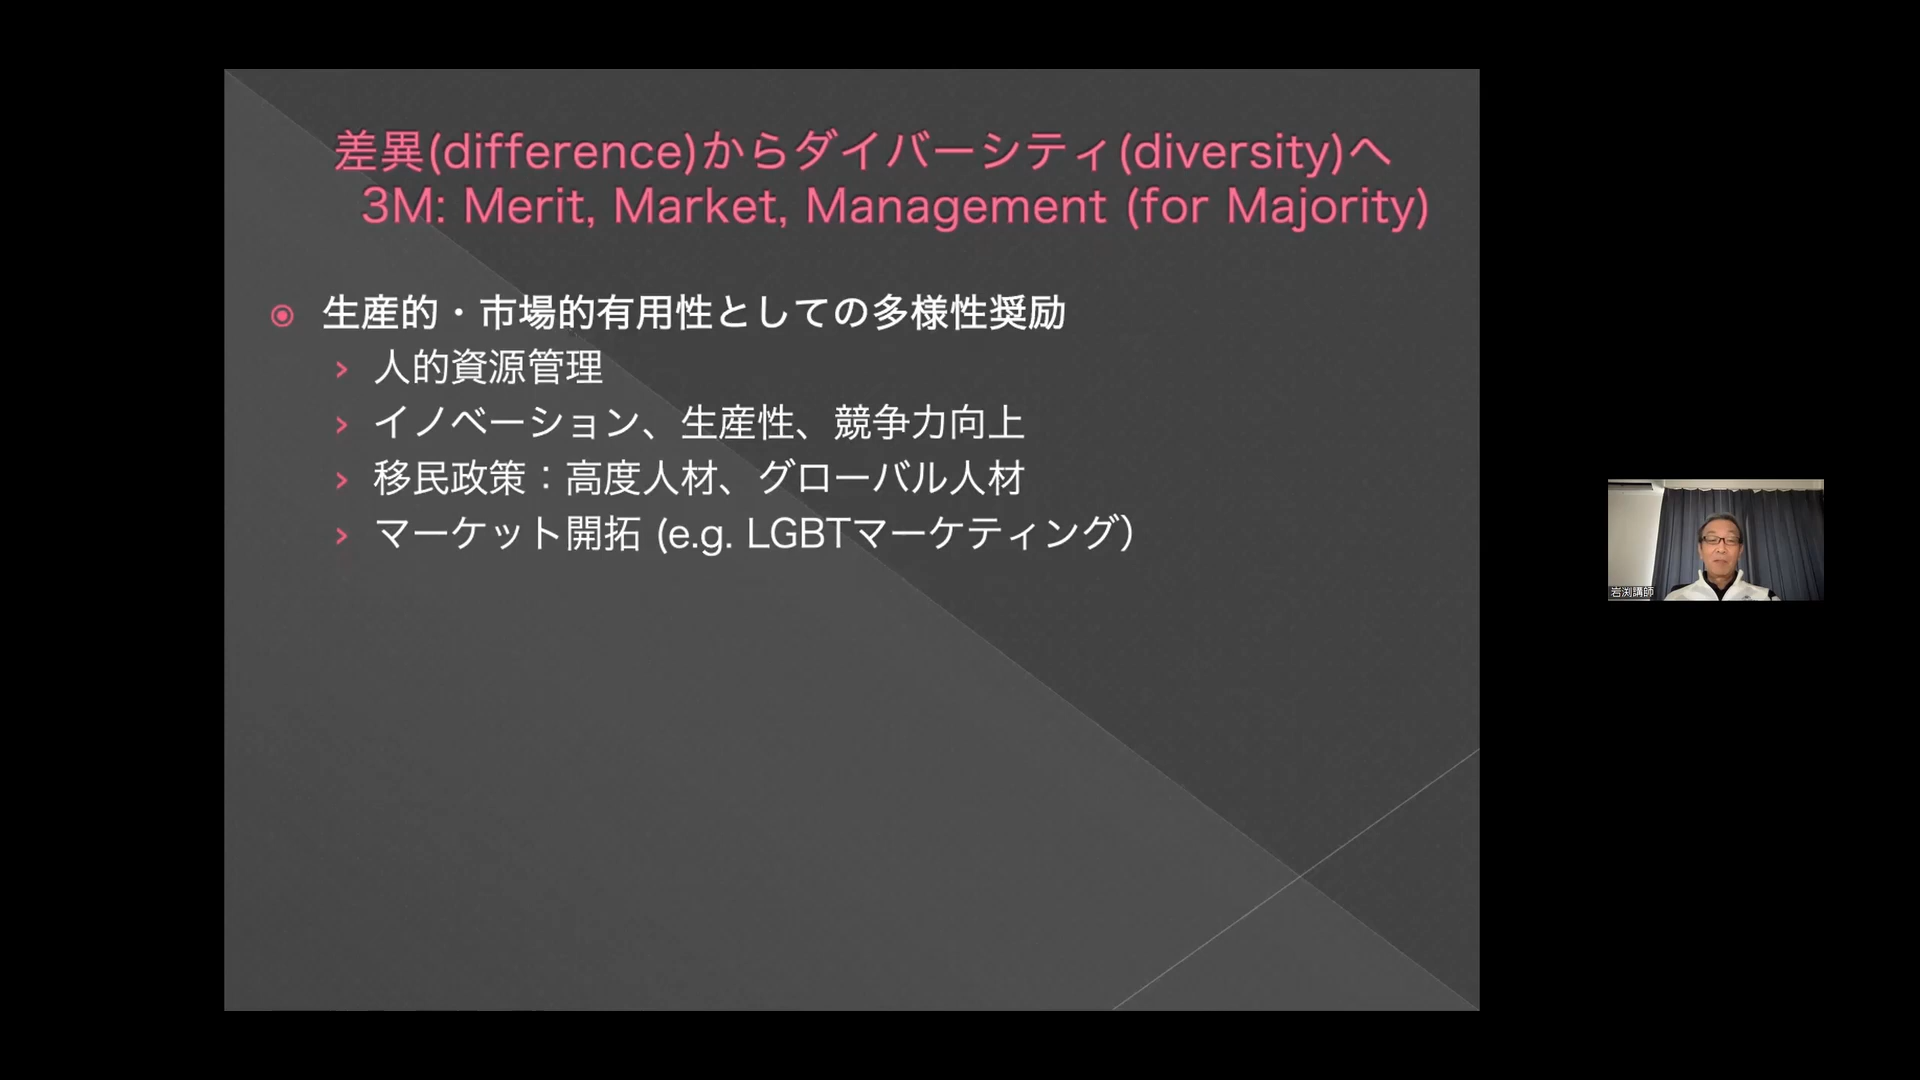 差異(difference)からダイバーシティ(diversity)へ
3M: Merit, Market, Management (for Majority)
生産的・市場的有用性としての多様性奨励
人的資源管理
イノベーション、生産性、競争力向上
移民政策：高度人材、グローバル人材
マーケット開拓 (e.g. LGBTマーケティング）
岩渕講師